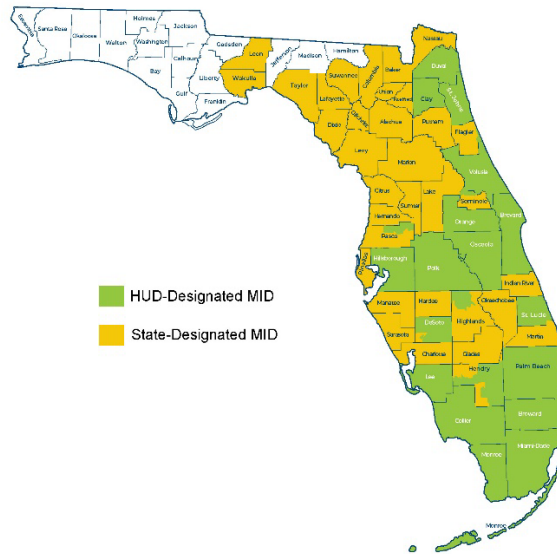 Escambia
Santa Rosa
Okaloosa
Walton
Holmes
Washington
Jackson
Bay
Calhoun
Gulf
Gadsden
Liberty
Franklin
Leon
Wakulla
Jefferson
Madison
Hamilton
Taylor
Suwannee
Lafayette
Dixie
Columbia
Baker
Union
Nassau
Duval
Clay
St. Johns
Alachua
Putnam
Flagler
Levy
Marion
Volusia
Citrus
Sumter
Lake
Seminole
Hernando
Orange
Brevard
Pasco
Osceola
Pinellas
Hillsborough
Polk
Indian River
Manatee
Hardee
Okeechobee
Highlands
St. Lucie
DeSoto
Sarasota
Martin
Charlotte
Glades
Lee
Hendry
Palm Beach
Collier
Broward
Monroe
Miami-Dade
Monroe
HUD-Designated MID
State-Designated MID